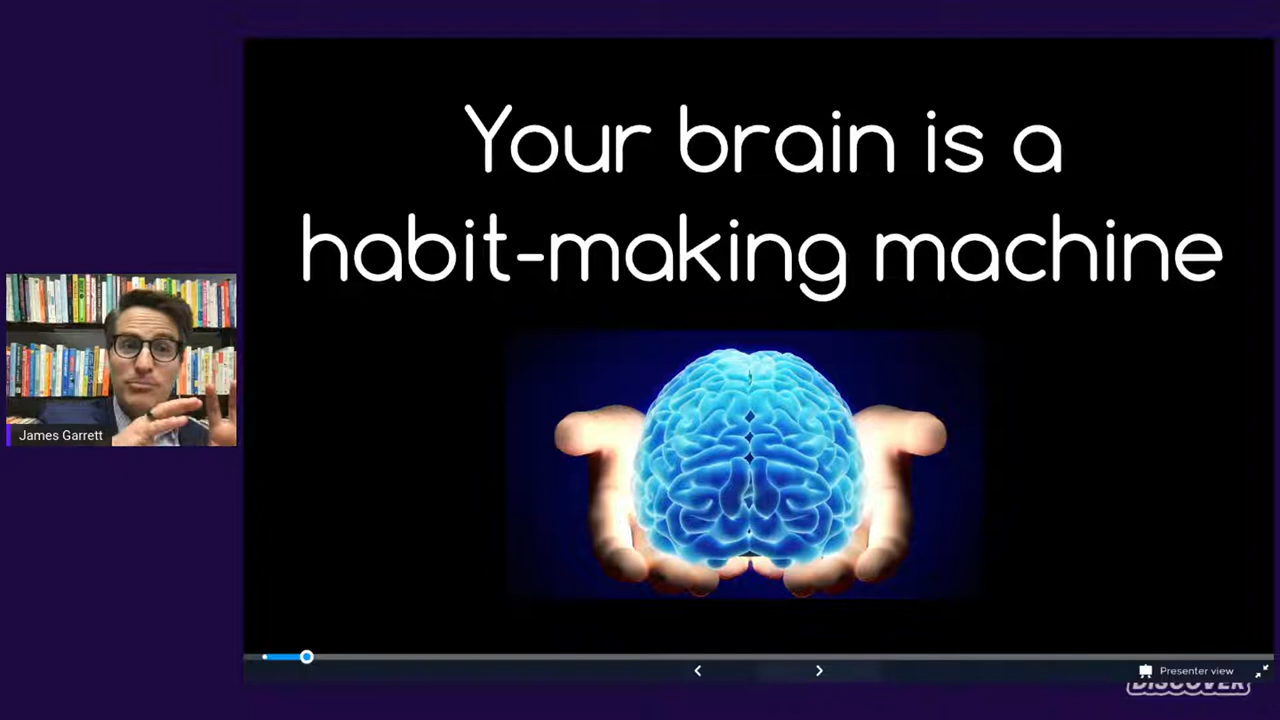 Your brain is a
habit-making machine
James Garrett
Presenter view
DISCOVER